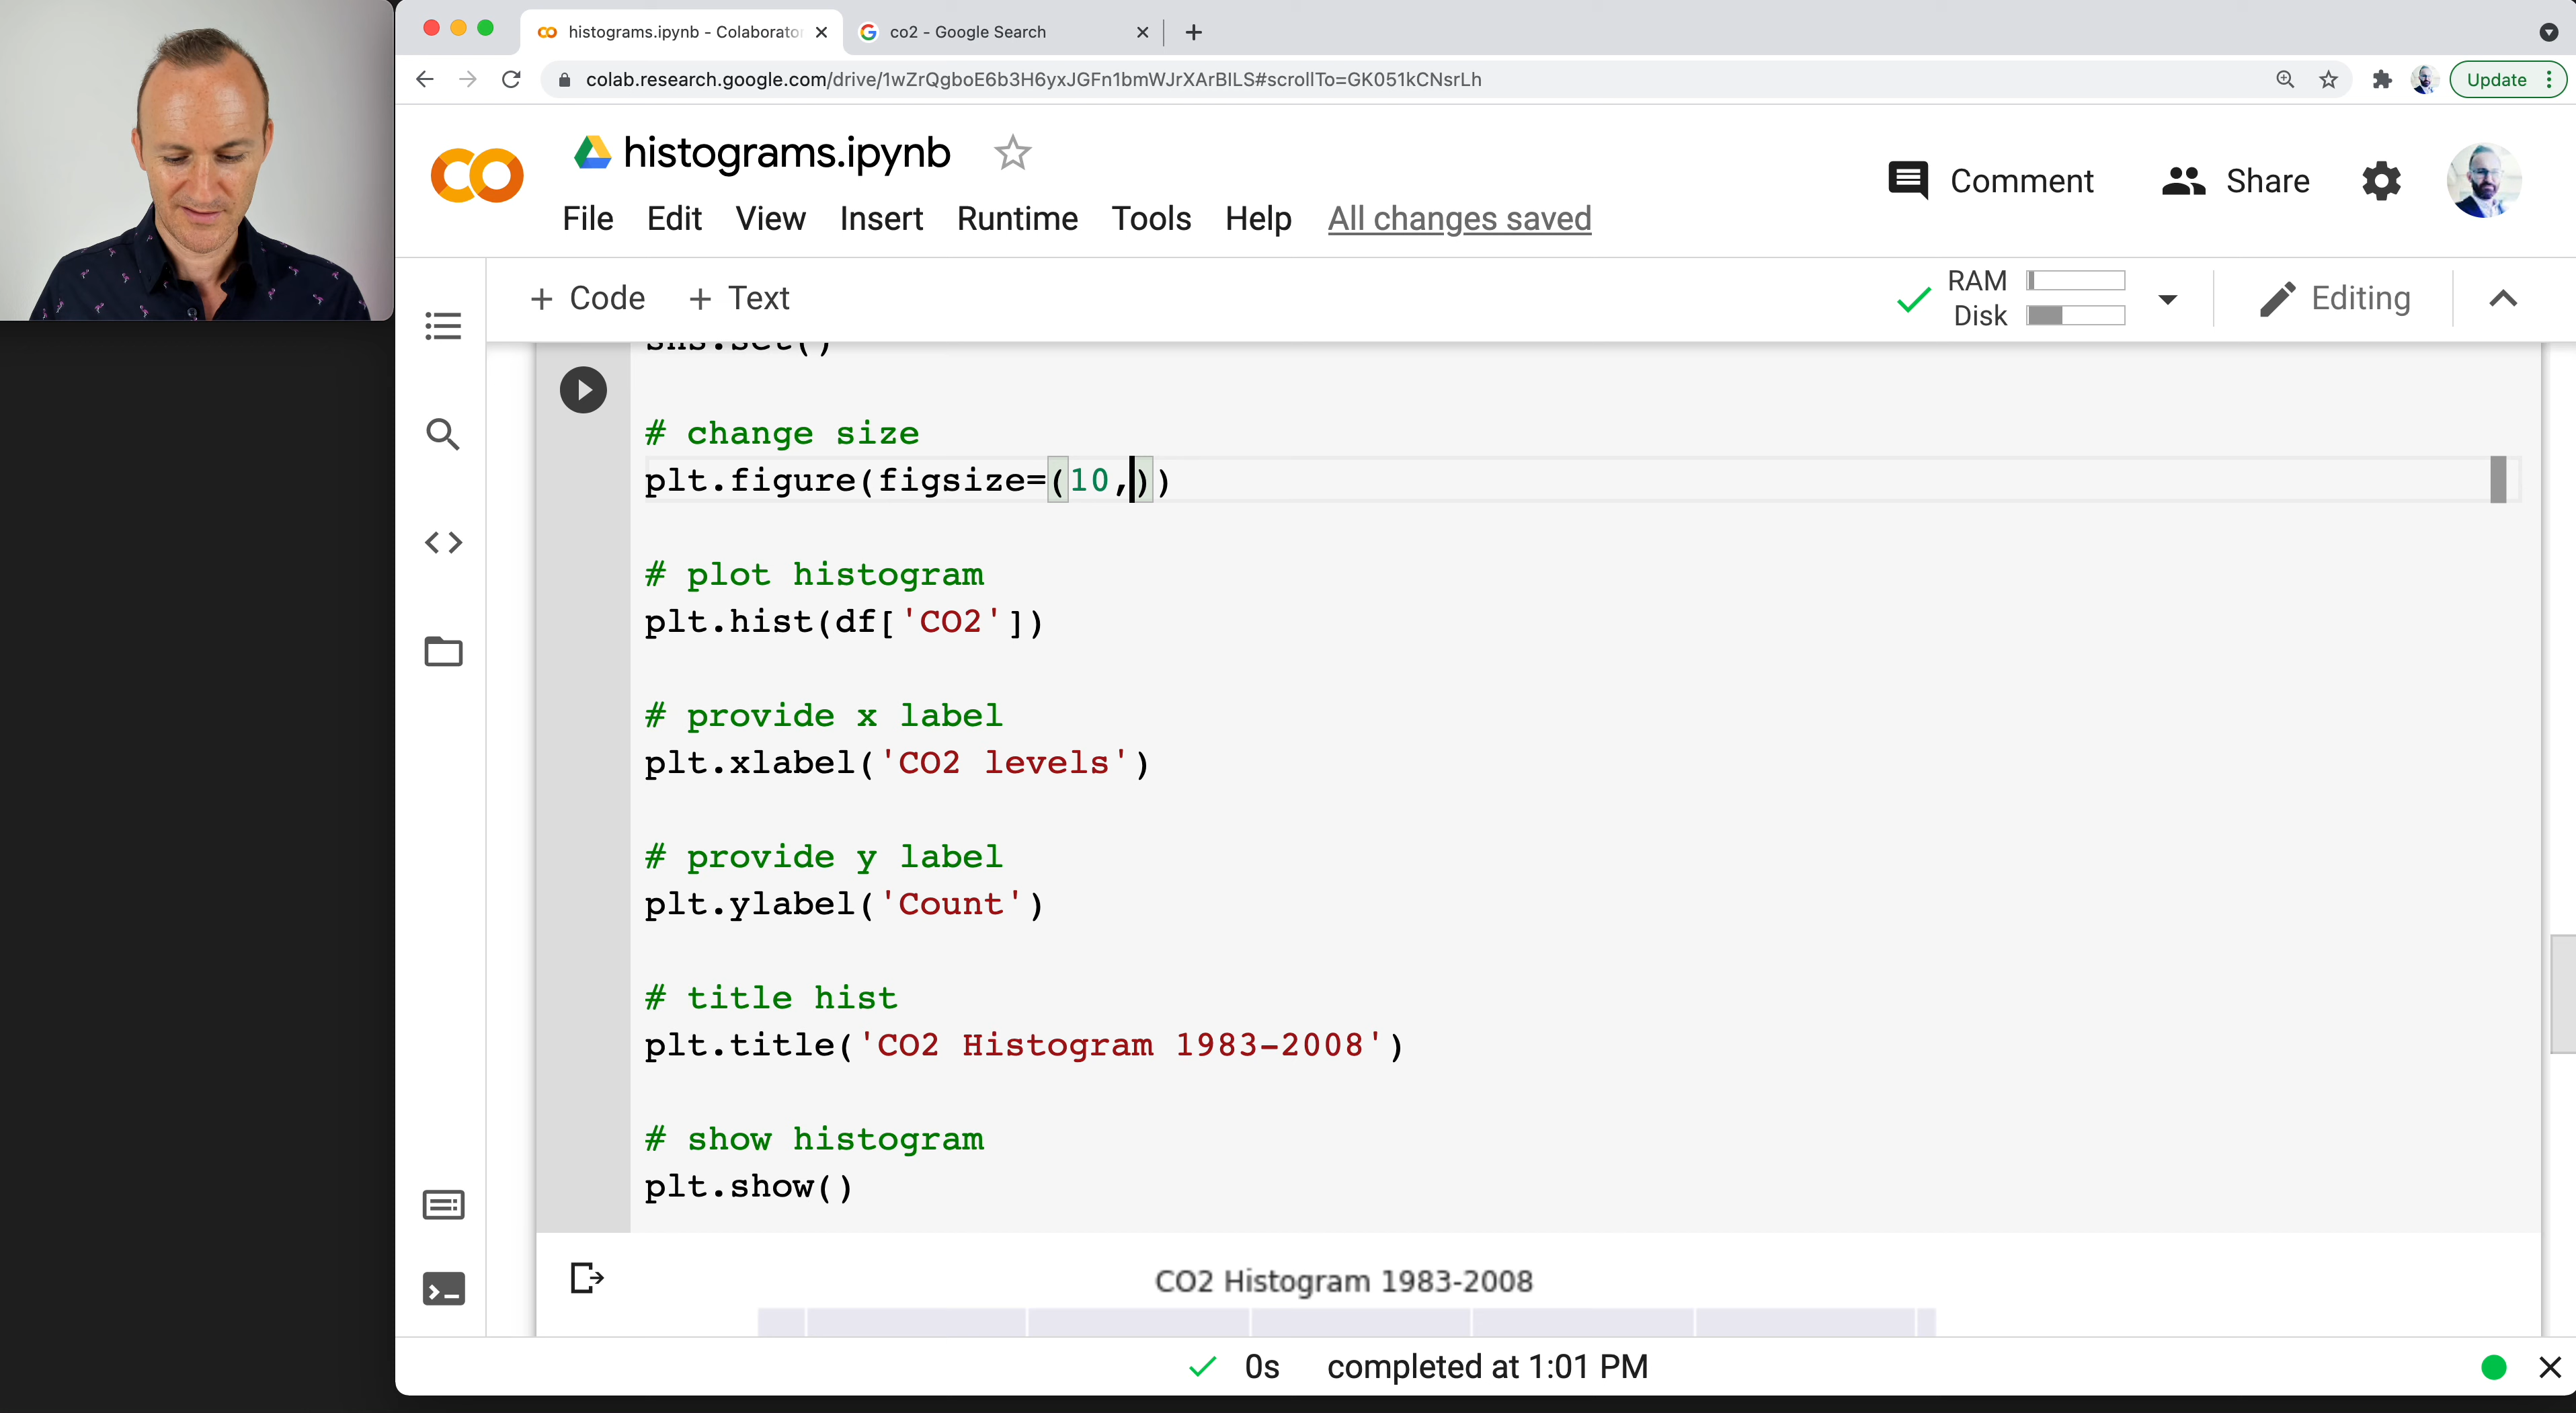 histograms.ipynb - Colaborato
co2 - Google Search
colab.research.google.com/drive/1wZrQgboE6b3H6yxJGFn1bmWJrXArBlLS#scrollTo=GK051kCNsrLh
Update
histograms.ipynb
Comment
Share
File Edit View Insert Runtime Tools Help All changes saved
+ Code + Text
RAM
Disk
Editing
sns.set()
# change size
plt.figure(figsize=(10,))
# plot histogram
plt.hist(df['CO2'])
# provide x label
plt.xlabel('CO2 levels')
# provide y label
plt.ylabel('Count')
# title hist
plt.title('CO2 Histogram 1983-2008')
# show histogram
plt.show()
CO2 Histogram 1983-2008
0s completed at 1:01 PM